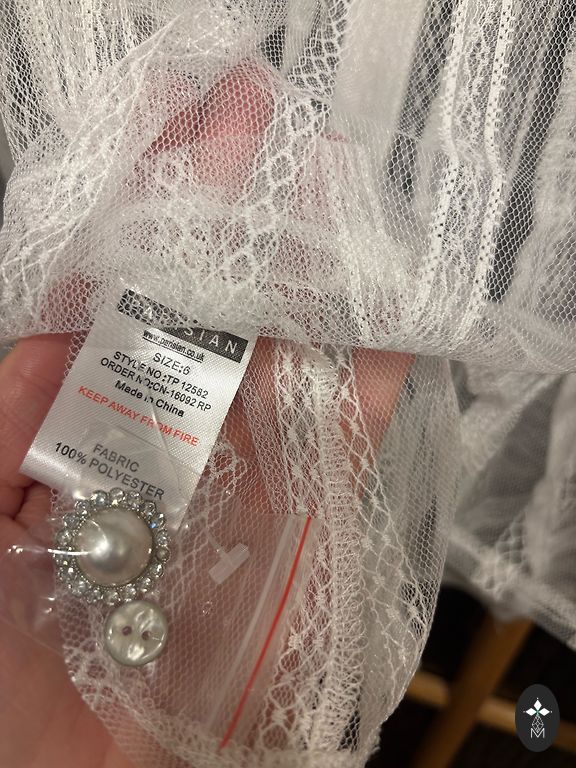 PARISIAN
www.parisian.co.uk
SIZE:6
STYLE NO:TP 12582
ORDER NO:CN-16092 RP
Made in China
KEEP AWAY FROM FIRE
FABRIC
100% POLYESTER
M